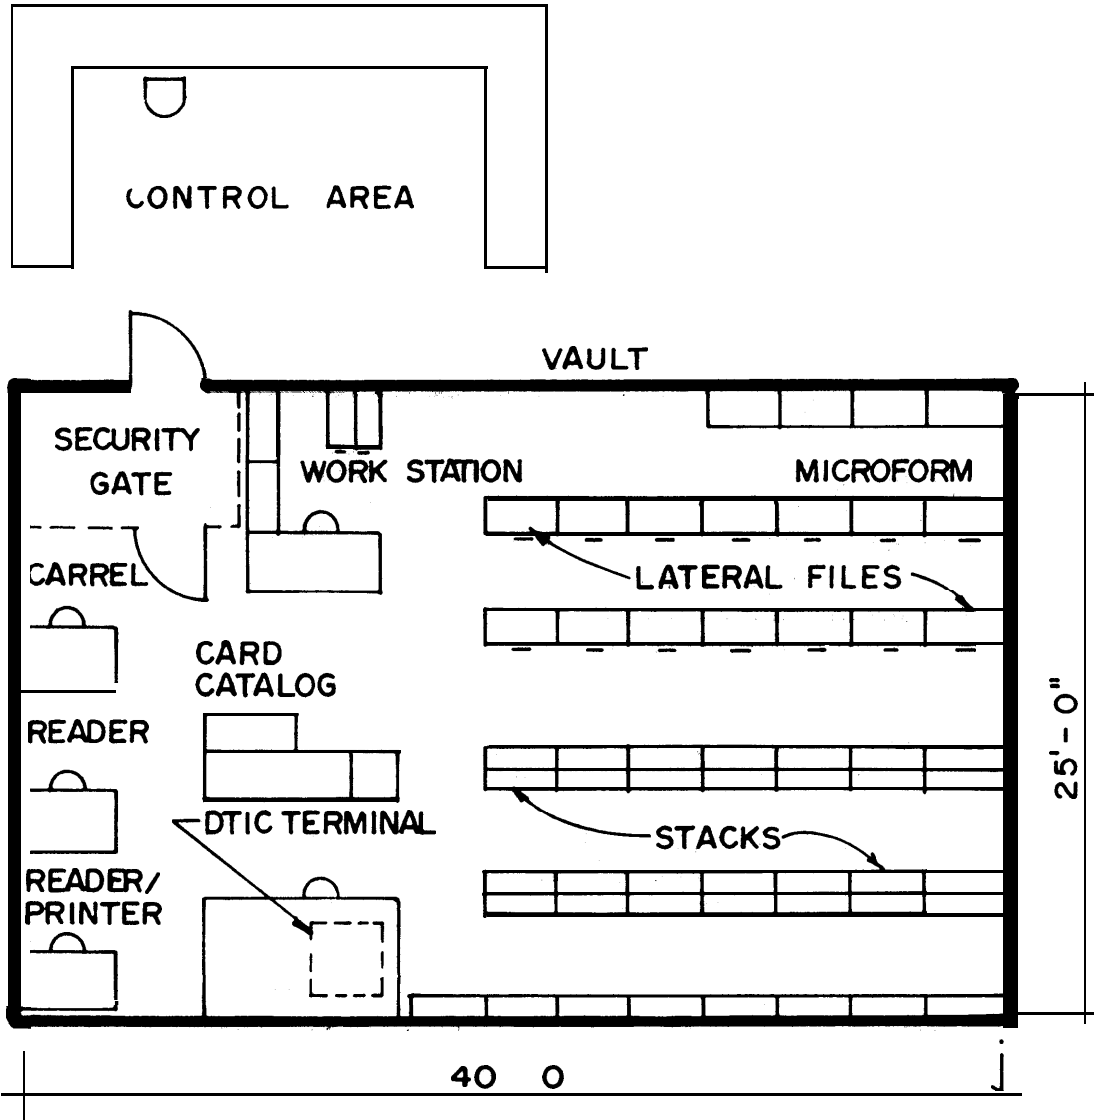 CONTROL AREA
VAULT
SECURITY
GATE
WORK STATION
MICROFORM
CARREL
LATERAL FILES
CARD
CATALOG
READER
25'-0"
DTIC TERMINAL
STACKS
READER/
PRINTER
40 0